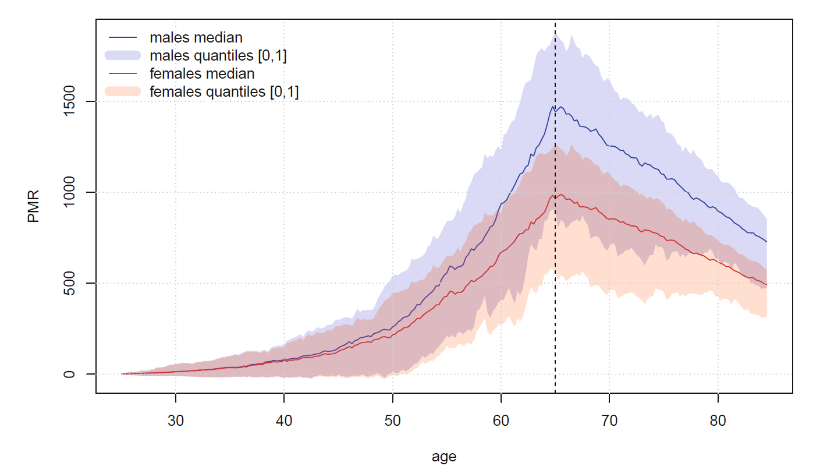 males median
males quantiles [0,1]
females median
females quantiles [0,1]
PMR
1500
1000
500
0
30 40 50 60 70 80
age